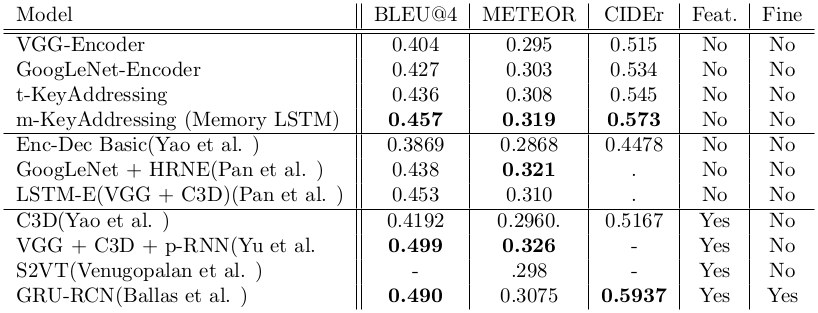 Model BLEU@4 METEOR CIDEr Feat. Fine
VGG-Encoder 0.404 0.295 0.515 No No
GoogLeNet-Encoder 0.427 0.303 0.534 No No
t-KeyAddressing 0.436 0.308 0.545 No No
m-KeyAddressing (Memory LSTM) 0.457 0.319 0.573 No No
Enc-Dec Basic(Yao et al. ) 0.3869 0.2868 0.4478 No No
GoogLeNet + HRNE(Pan et al. ) 0.438 0.321 . No No
LSTM-E(VGG + C3D)(Pan et al. ) 0.453 0.310 . No No
C3D(Yao et al. ) 0.4192 0.2960. 0.5167 Yes No
VGG + C3D + p-RNN(Yu et al. 0.499 0.326 - Yes No
S2VT(Venugopalan et al. ) - .298 - Yes No
GRU-RCN(Ballas et al. ) 0.490 0.3075 0.5937 Yes Yes